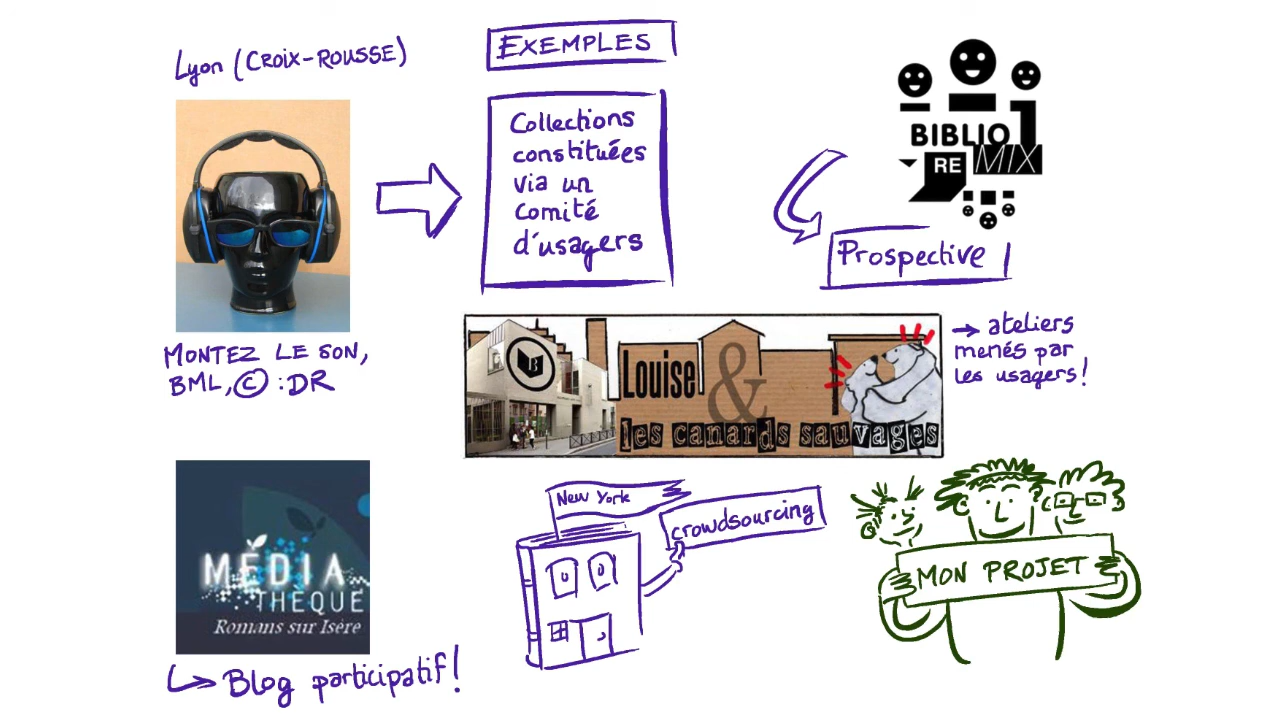 Lyon (CROIX-ROUSSE)
EXEMPLES
Collections
constituées
via un
comité
d'usagers
MONTEZ LE SON,
BML, © : DR
BIBLIO
RE MIX
Prospective
B
Louise &
les canards sauvages
→ ateliers
menés par
les usagers!
MÉDIA
THÈQUE
Romans sur Isère
Blog participatif!
New York
crowdsourcing
MON PROJET